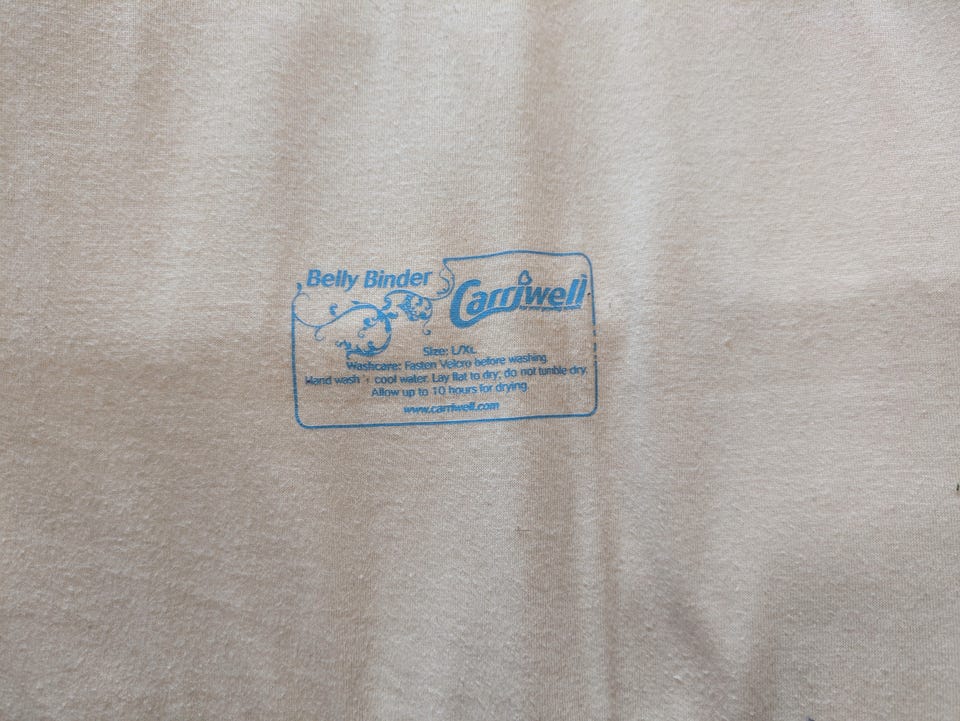 Belly Binder
Carriwell
Size: L/XL
Washcare: Fasten Velcro before washing
Hand wash cool water. Lay flat to dry; do not tumble dry.
Allow up to 10 hours for drying.
www.carriwell.com